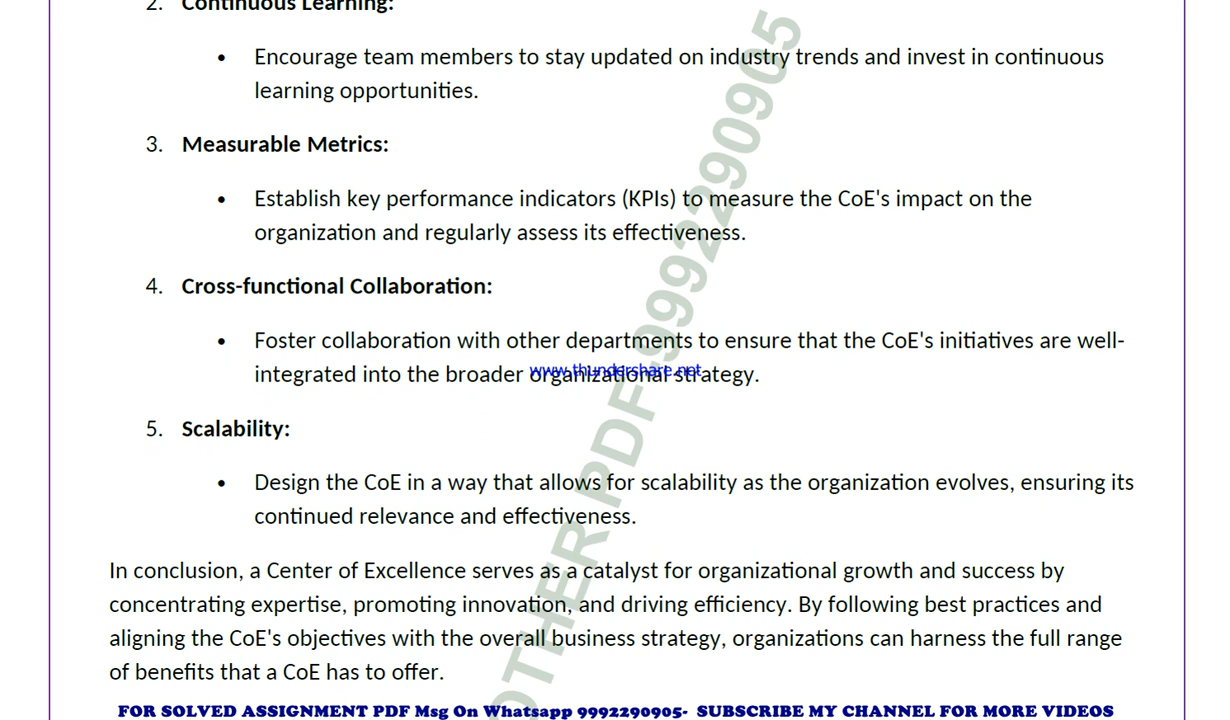 2. Continuous Learning:
• Encourage team members to stay updated on industry trends and invest in continuous
learning opportunities.
3. Measurable Metrics:
• Establish key performance indicators (KPIs) to measure the CoE's impact on the
organization and regularly assess its effectiveness.
4. Cross-functional Collaboration:
• Foster collaboration with other departments to ensure that the CoE's initiatives are well-
integrated into the broader organizational strategy.
www.thundershare.net
5. Scalability:
• Design the CoE in a way that allows for scalability as the organization evolves, ensuring its
continued relevance and effectiveness.
In conclusion, a Center of Excellence serves as a catalyst for organizational growth and success by
concentrating expertise, promoting innovation, and driving efficiency. By following best practices and
aligning the CoE's objectives with the overall business strategy, organizations can harness the full range
of benefits that a CoE has to offer.
OTHER PDF-9992290905
FOR SOLVED ASSIGNMENT PDF Msg On Whatsapp 9992290905- SUBSCRIBE MY CHANNEL FOR MORE VIDEOS